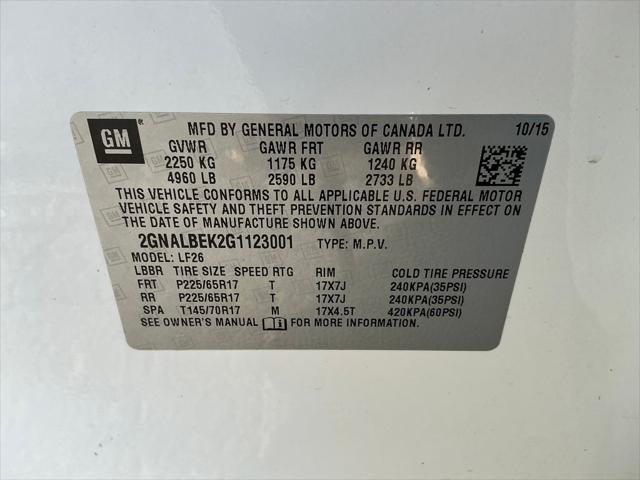 GM ®
MFD BY GENERAL MOTORS OF CANADA LTD. 10/15
GVWR GAWR FRT GAWR RR
2250 KG 1175 KG 1240 KG
4960 LB 2590 LB 2733 LB
THIS VEHICLE CONFORMS TO ALL APPLICABLE U.S. FEDERAL MOTOR
VEHICLE SAFETY AND THEFT PREVENTION STANDARDS IN EFFECT ON
THE DATE OF MANUFACTURE SHOWN ABOVE.
2GNALBEK2G1123001 TYPE: M.P.V.
MODEL: LF26
LBBR TIRE SIZE SPEED RTG RIM COLD TIRE PRESSURE
FRT P225/65R17 T 17X7J 240KPA(35PSI)
RR P225/65R17 T 17X7J 240KPA(35PSI)
SPA T145/70R17 M 17X4.5T 420KPA(60PSI)
SEE OWNER'S MANUAL FOR MORE INFORMATION.